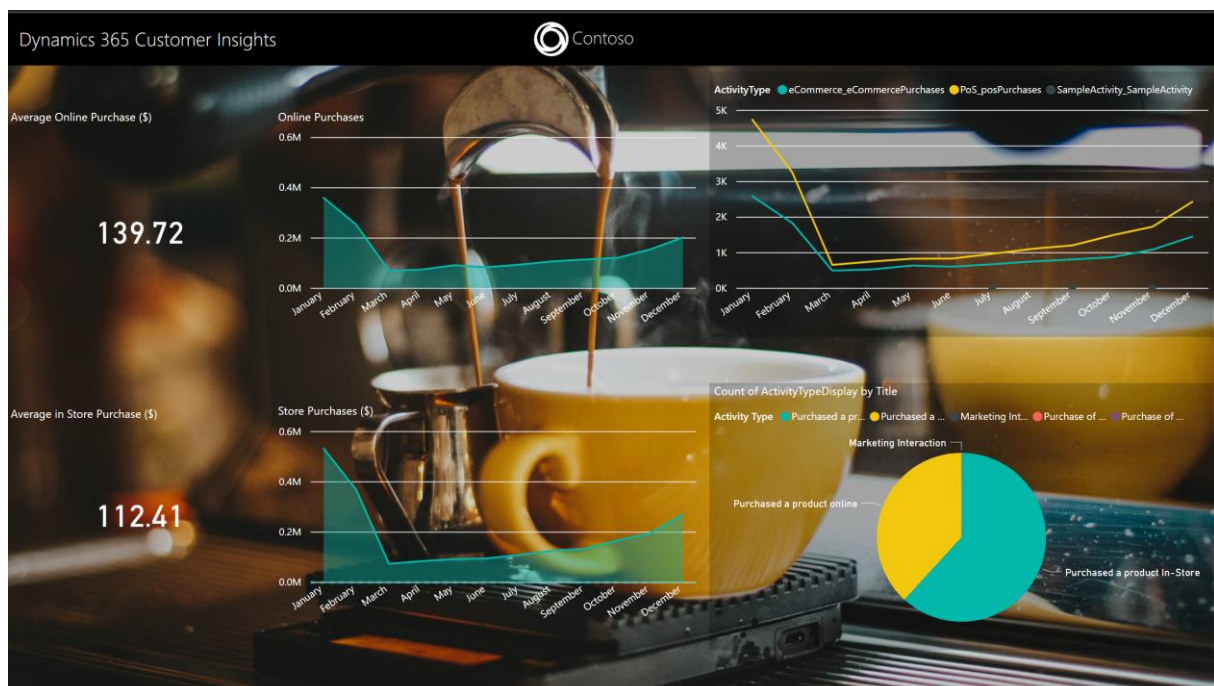 Dynamics 365 Customer Insights
Contoso
Average Online Purchase ($)
139.72
Online Purchases
0.6M
0.4M
0.2M
0.0M
January February March April May June July August September October November December
ActivityType eCommerce_eCommercePurchases PoS_posPurchases SampleActivity_SampleActivity
5K
4K
3K
2K
1K
0K
January February March April May June July August September October November December
Average in Store Purchase ($)
112.41
Store Purchases ($)
0.6M
0.4M
0.2M
0.0M
January February March April May June July August September October November December
Count of ActivityTypeDisplay by Title
Activity Type Purchased a pr... Purchased a ... Marketing Int... Purchase of ... Purchase of ...
Marketing Interaction
Purchased a product online
Purchased a product In-Store